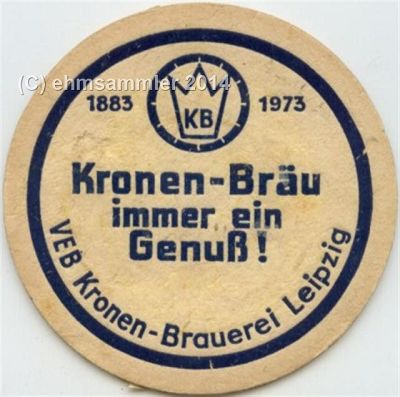 (C) ehmsammler 2014
1883 KB 1973
Kronen-Bräu
immer ein
Genuß!
VEB Kronen-Brauerei Leipzig